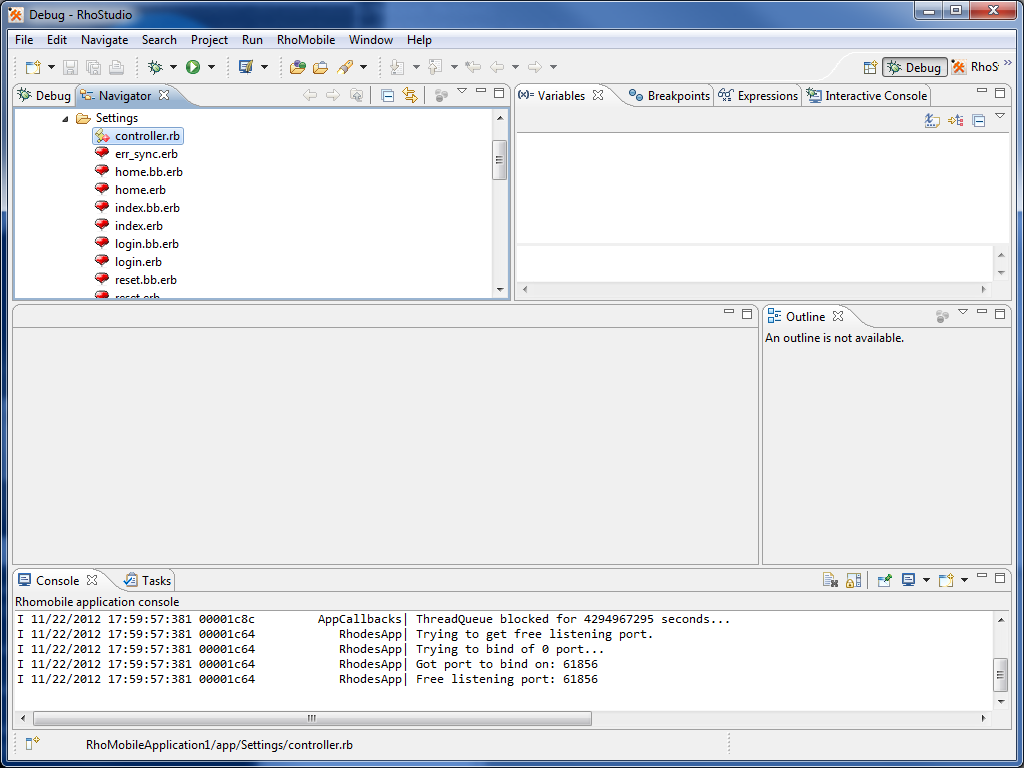 Debug - RhoStudio
File Edit Navigate Search Project Run RhoMobile Window Help
Debug RhoS
Debug Navigator
Settings
controller.rb
err_sync.erb
home.bb.erb
home.erb
index.bb.erb
index.erb
login.bb.erb
login.erb
reset.bb.erb
reset.erb
(x)= Variables Breakpoints Expressions Interactive Console
Outline
An outline is not available.
Console Tasks
Rhomobile application console
I 11/22/2012 17:59:57:381 00001c8c AppCallbacks| ThreadQueue blocked for 4294967295 seconds...
I 11/22/2012 17:59:57:381 00001c64 RhodesApp| Trying to get free listening port.
I 11/22/2012 17:59:57:381 00001c64 RhodesApp| Trying to bind of 0 port...
I 11/22/2012 17:59:57:381 00001c64 RhodesApp| Got port to bind on: 61856
I 11/22/2012 17:59:57:381 00001c64 RhodesApp| Free listening port: 61856
RhoMobileApplication1/app/Settings/controller.rb